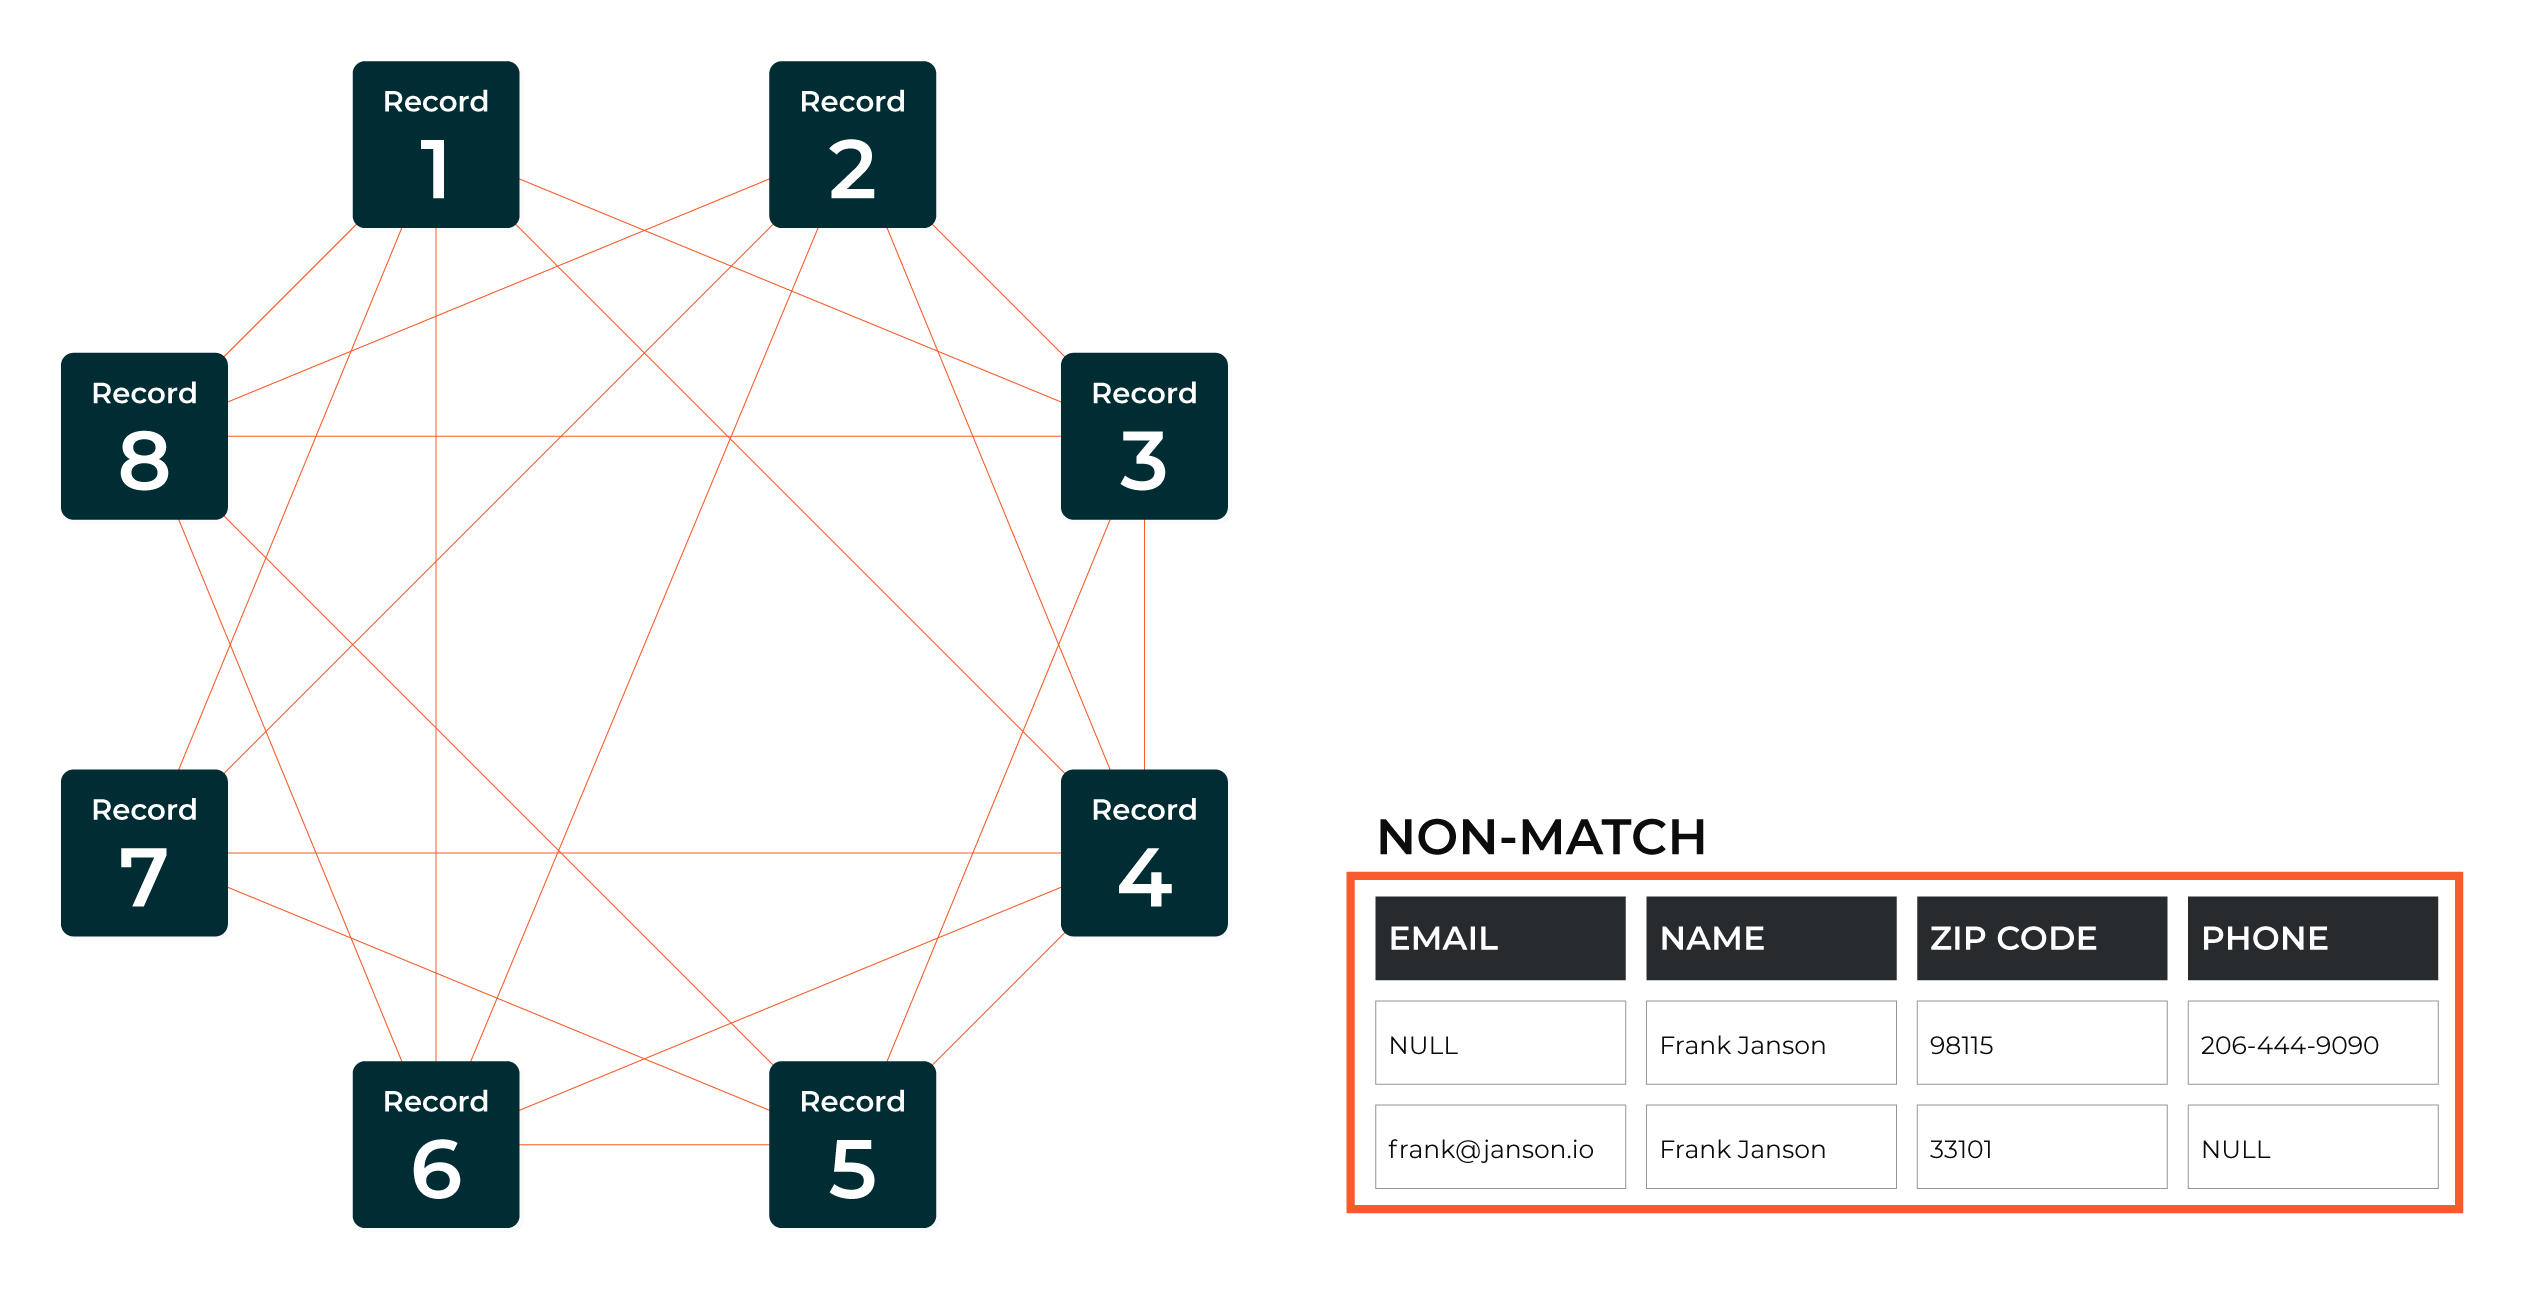 Record
1
Record
2
Record
8
Record
3
Record
7
Record
4
Record
6
Record
5
NON-MATCH
EMAIL NAME ZIP CODE PHONE
NULL Frank Janson 98115 206-444-9090
frank@janson.io Frank Janson 33101 NULL